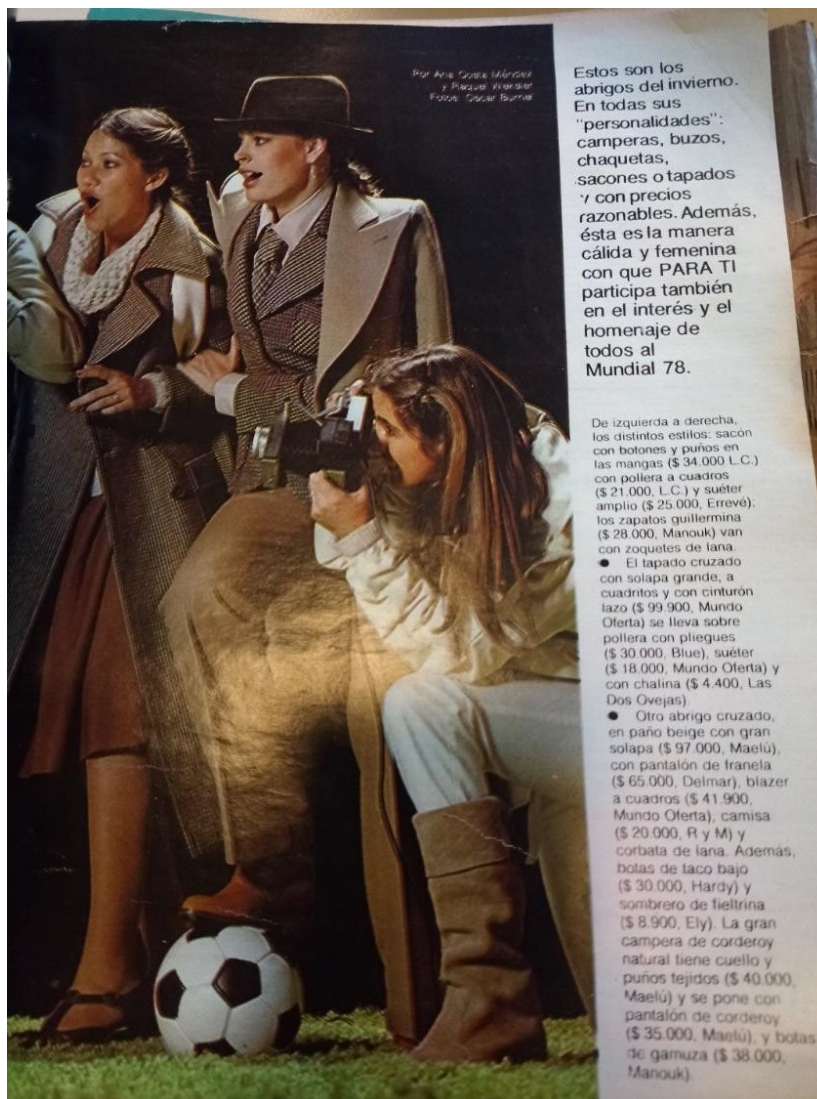 Por Ana Costa Méndez
y Raquel Wexsler
Fotos: Oscar Burriel
Estos son los
abrigos del invierno.
En todas sus
"personalidades":
camperas, buzos,
chaquetas,
sacones o tapados
y con precios
razonables. Además,
ésta es la manera
cálida y femenina
con que PARA TI
participa también
en el interés y el
homenaje de
todos al
Mundial 78.
De izquierda a derecha,
los distintos estilos: sacón
con botones y puños en
las mangas ($ 34.000 L.C.)
con pollera a cuadros
($ 21.000, L.C.) y suéter
amplio ($ 25.000, Errevé);
los zapatos guillermina
($ 28.000, Manouk) van
con zoquetes de lana.
● El tapado cruzado
con solapa grande, a
cuadritos y con cinturón
lazo ($ 99.900, Mundo
Oferta) se lleva sobre
pollera con pliegues
($ 30.000, Blue), suéter
($ 18.000, Mundo Oferta) y
con chalina ($ 4.400, Las
Dos Ovejas).
● Otro abrigo cruzado,
en paño beige con gran
solapa ($ 97.000, Maelú),
con pantalón de franela
($ 65.000, Delmar), blazer
a cuadros ($ 41.900,
Mundo Oferta), camisa
($ 20.000, R y M) y
corbata de lana. Además,
botas de taco bajo
($ 30.000, Hardy) y
sombrero de fieltrina
($ 8.900, Ely). La gran
campera de corderoy
natural tiene cuello y
puños tejidos ($ 40.000,
Maelú) y se pone con
pantalón de corderoy
($ 35.000, Maelú), y botas
de gamuza ($ 38.000,
Manouk).